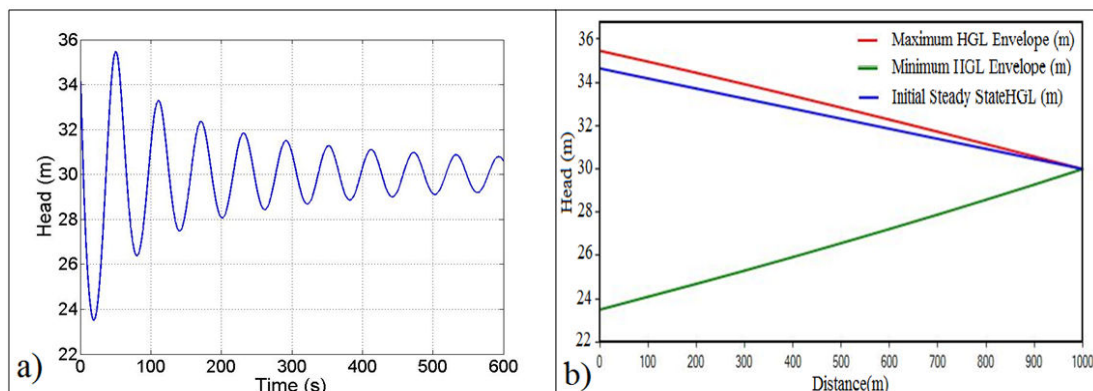 36
34
32
30
28
26
24
22
Head (m)
0 100 200 300 400 500 600
Time (s)
a)
36
34
32
30
28
26
24
22
Head (m)
Maximum HGL Envelope (m)
Minimum HGL Envelope (m)
Initial Steady StateHGL (m)
0 100 200 300 400 500 600 700 800 900 1000
Distance(m)
b)